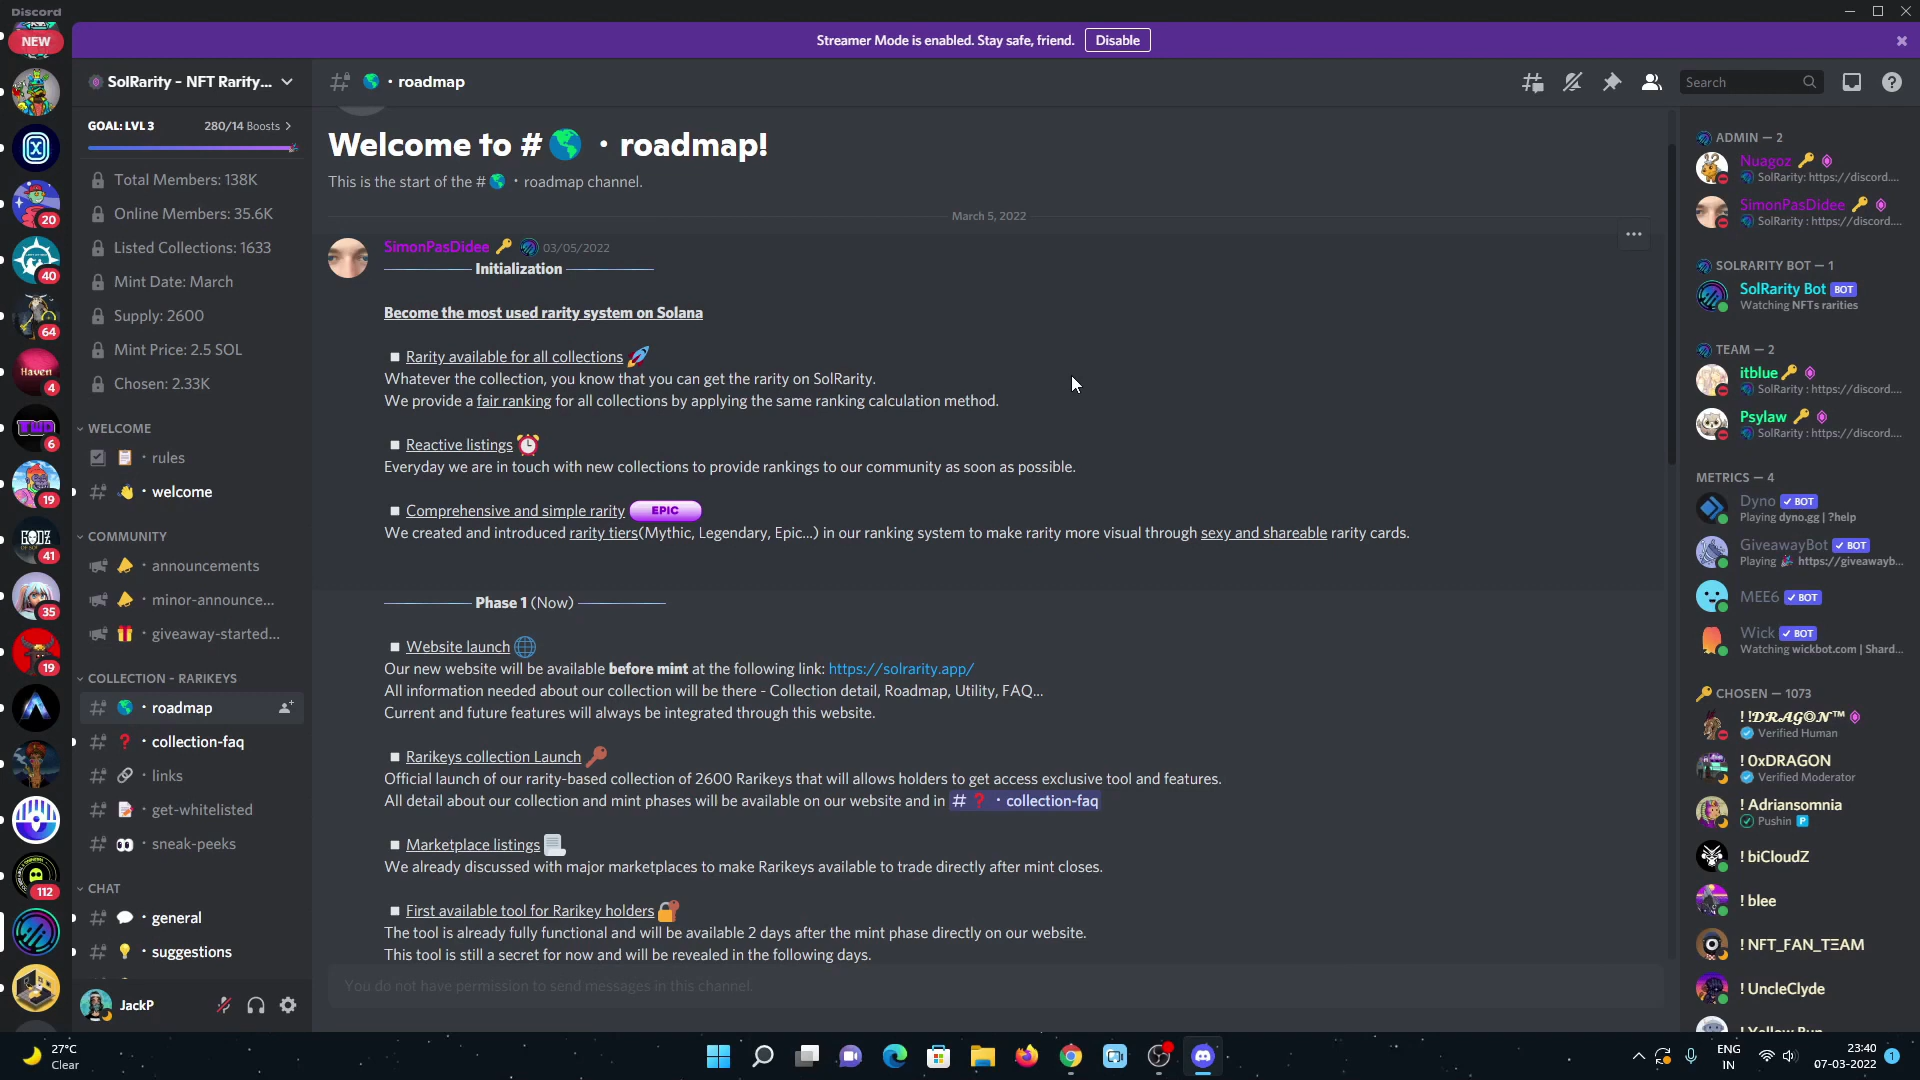 Discord
NEW
Streamer Mode is enabled. Stay safe, friend. Disable
SolRarity - NFT Rarity...
GOAL: LVL 3 280/14 Boosts
Total Members: 138K
Online Members: 35.6K
Listed Collections: 1633
Mint Date: March
Supply: 2600
Mint Price: 2.5 SOL
Chosen: 2.33K
WELCOME
rules
welcome
COMMUNITY
announcements
minor-announce...
giveaway-started...
COLLECTION - RARIKEYS
roadmap
collection-faq
links
get-whitelisted
sneak-peeks
CHAT
general
suggestions
JackP
20
40
64
Haven
4
TWD
6
19
GODZ
41
35
19
112
# • roadmap
Search
Welcome to # • roadmap!
This is the start of the # • roadmap channel.
March 5, 2022
SimonPasDidee 03/05/2022
Initialization
Become the most used rarity system on Solana
Rarity available for all collections
Whatever the collection, you know that you can get the rarity on SolRarity.
We provide a fair ranking for all collections by applying the same ranking calculation method.
Reactive listings
Everyday we are in touch with new collections to provide rankings to our community as soon as possible.
Comprehensive and simple rarity EPIC
We created and introduced rarity tiers(Mythic, Legendary, Epic...) in our ranking system to make rarity more visual through sexy and shareable rarity cards.
Phase 1 (Now)
Website launch
Our new website will be available before mint at the following link: https://solrarity.app/
All information needed about our collection will be there - Collection detail, Roadmap, Utility, FAQ...
Current and future features will always be integrated through this website.
Rarikeys collection Launch
Official launch of our rarity-based collection of 2600 Rarikeys that will allows holders to get access exclusive tool and features.
All detail about our collection and mint phases will be available on our website and in # ❓ • collection-faq
Marketplace listings
We already discussed with major marketplaces to make Rarikeys available to trade directly after mint closes.
First available tool for Rarikey holders
The tool is already fully functional and will be available 2 days after the mint phase directly on our website.
This tool is still a secret for now and will be revealed in the following days.
You do not have permission to send messages in this channel.
ADMIN — 2
Nuagoz
SolRarity: https://discord....
SimonPasDidee
SolRarity : https://discord....
SOLRARITY BOT — 1
SolRarity Bot BOT
Watching NFTs rarities
TEAM — 2
itblue
SolRarity : https://discord....
Psylaw
SolRarity : https://discord....
METRICS — 4
Dyno BOT
Playing dyno.gg | ?help
GiveawayBot BOT
Playing https://giveawayb...
MEE6 BOT
Wick BOT
Watching wickbot.com | Shard...
CHOSEN — 1073
! !𝓓𝓡𝓐𝓖𝓞𝓝™
Verified Human
! 0xDRAGON
Verified Moderator
! Adriansomnia
Pushin P
! biCloudZ
! blee
! NFT_FAN_TΞAM
! UncleClyde
27°C
Clear
ENG
IN
23:40
07-03-2022
1